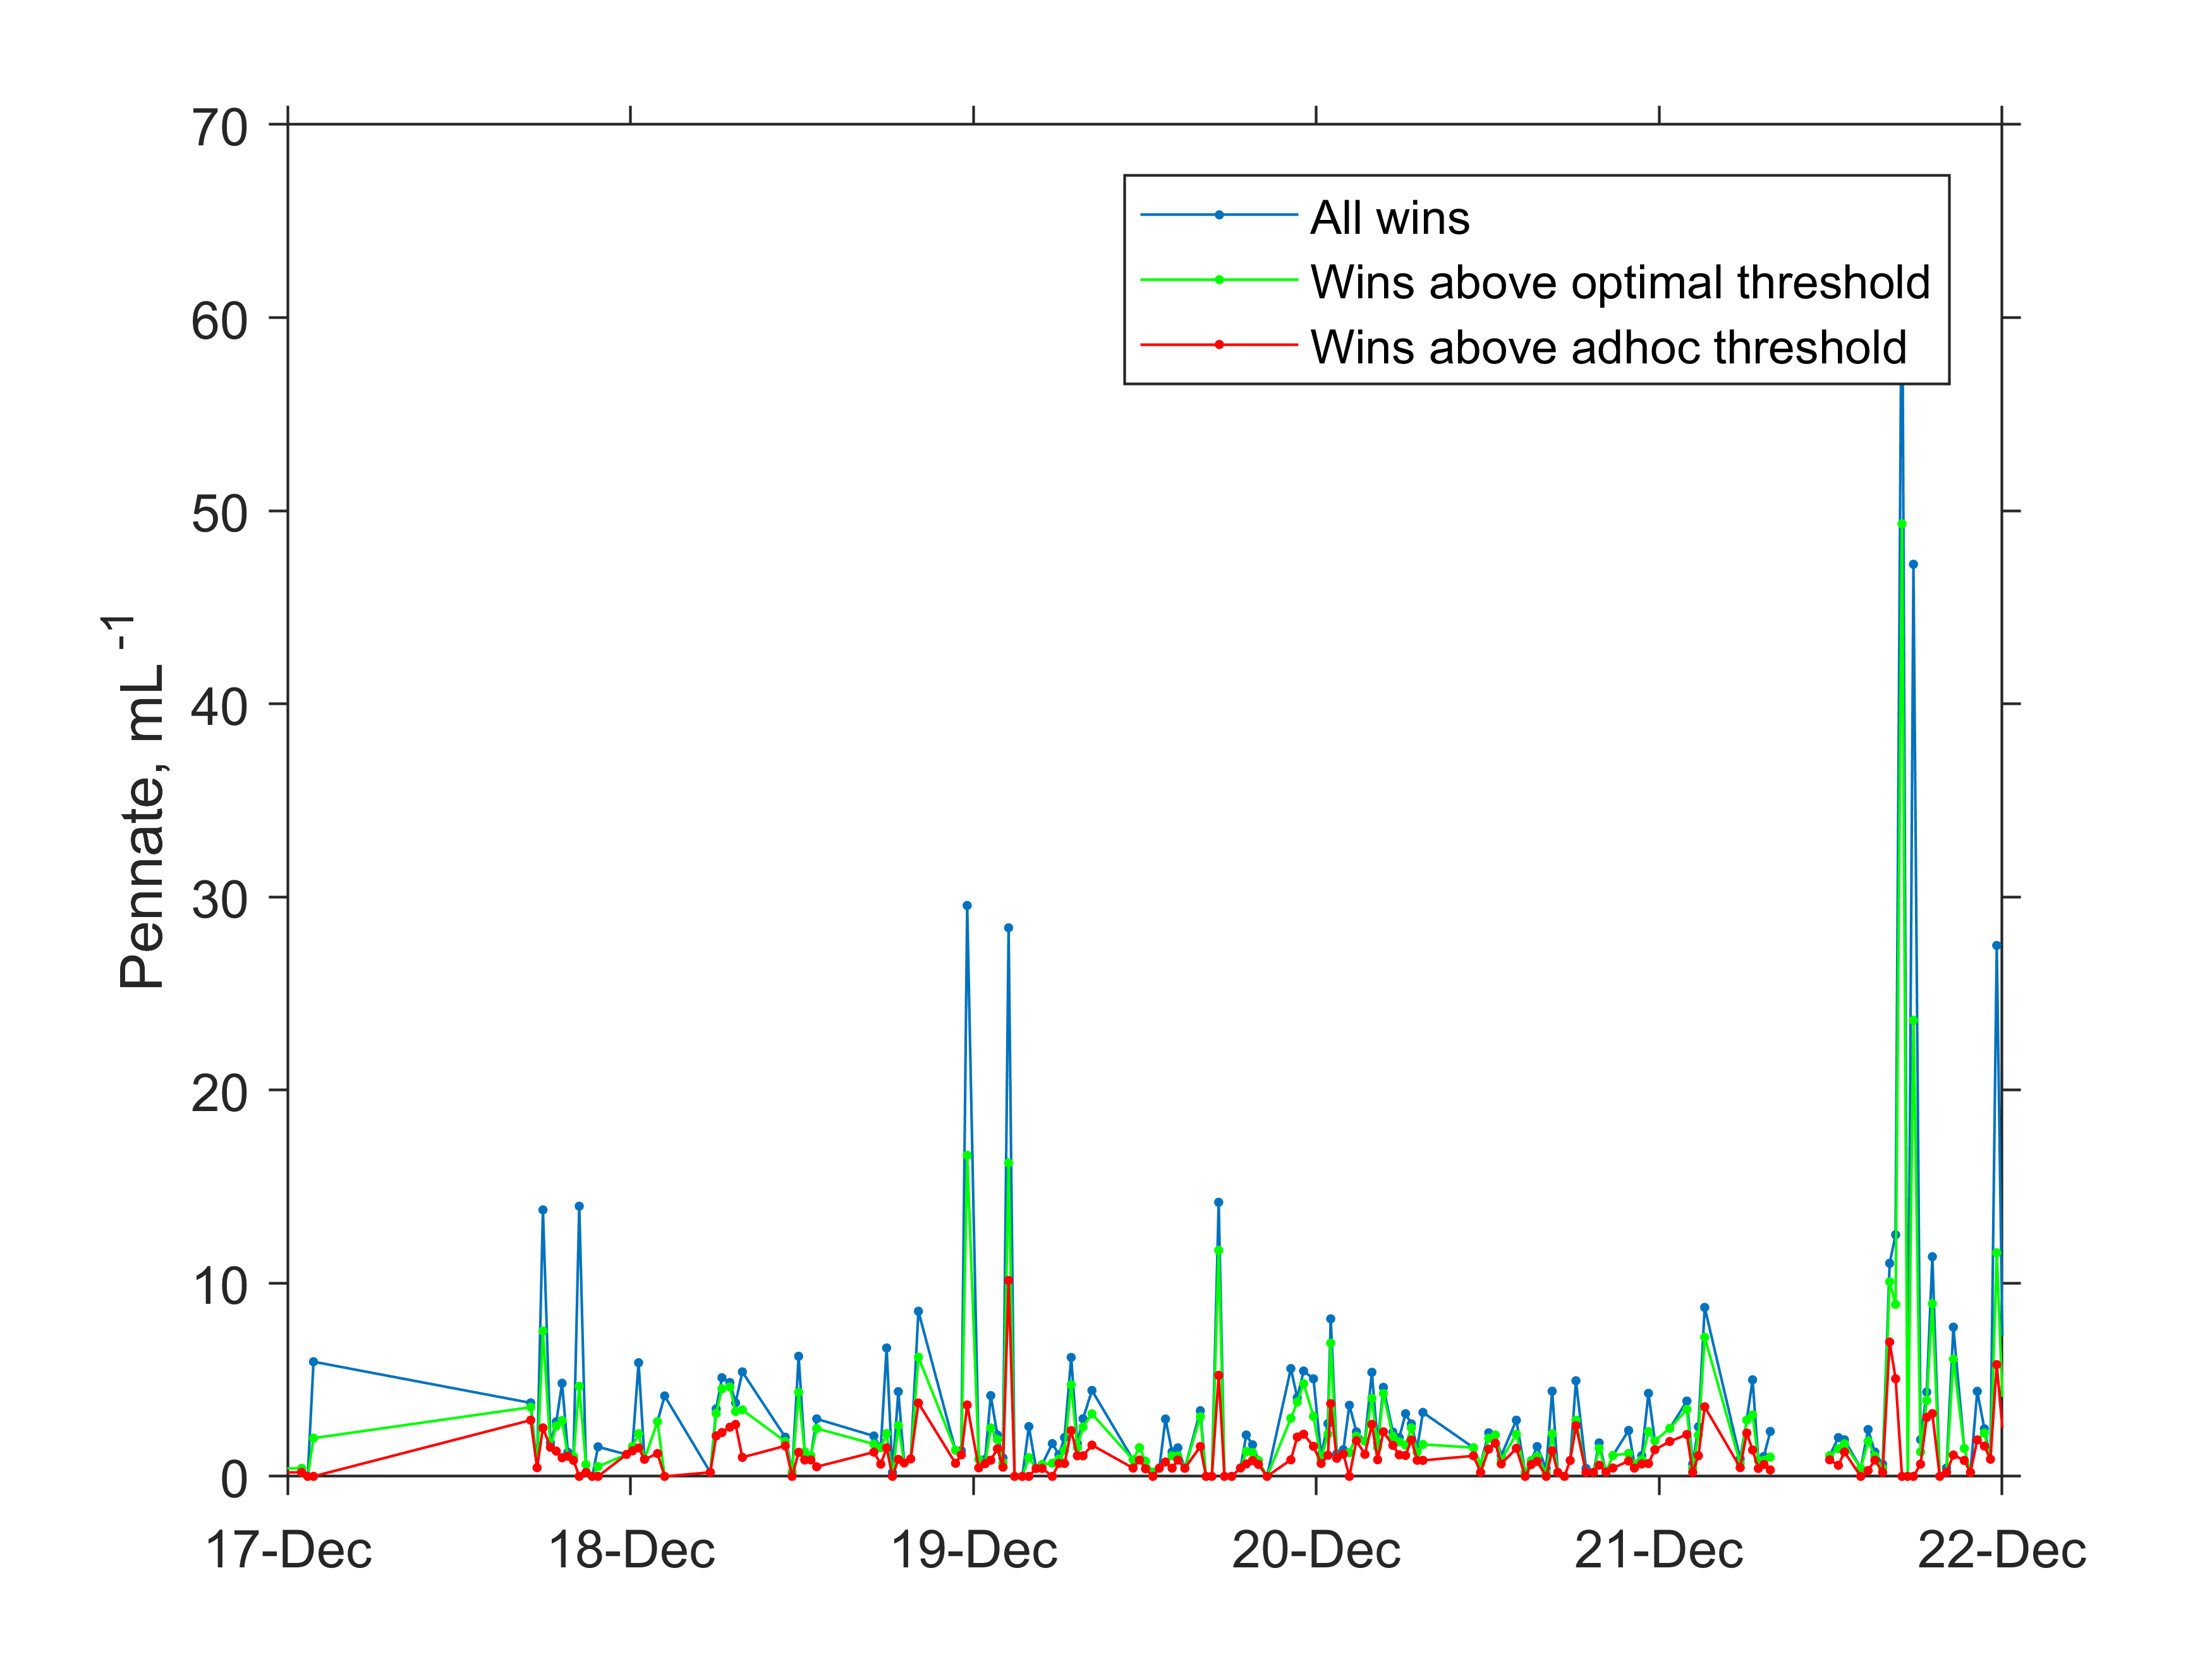 70
60
50
40
30
20
10
0
Pennate, mL⁻¹
All wins
Wins above optimal threshold
Wins above adhoc threshold
17-Dec 18-Dec 19-Dec 20-Dec 21-Dec 22-Dec